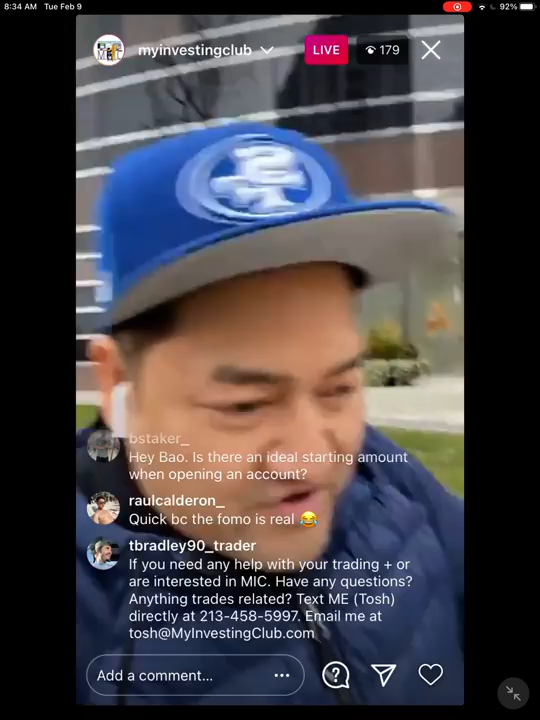 8:34 AM Tue Feb 9
92%
myinvestingclub
LIVE
179
bstaker_
Hey Bao. Is there an ideal starting amount
when opening an account?
raulcalderon_
Quick bc the fomo is real 😂
tbradley90_trader
If you need any help with your trading + or
are interested in MIC. Have any questions?
Anything trades related? Text ME (Tosh)
directly at 213-458-5997. Email me at
tosh@MyInvestingClub.com
Add a comment...